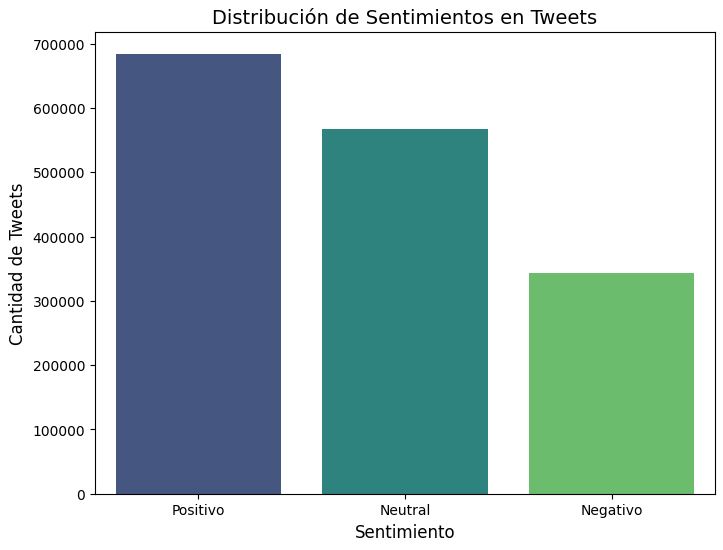 Distribución de Sentimientos en Tweets
700000
600000
500000
400000
300000
200000
100000
0
Cantidad de Tweets
Positivo
Neutral
Negativo
Sentimiento